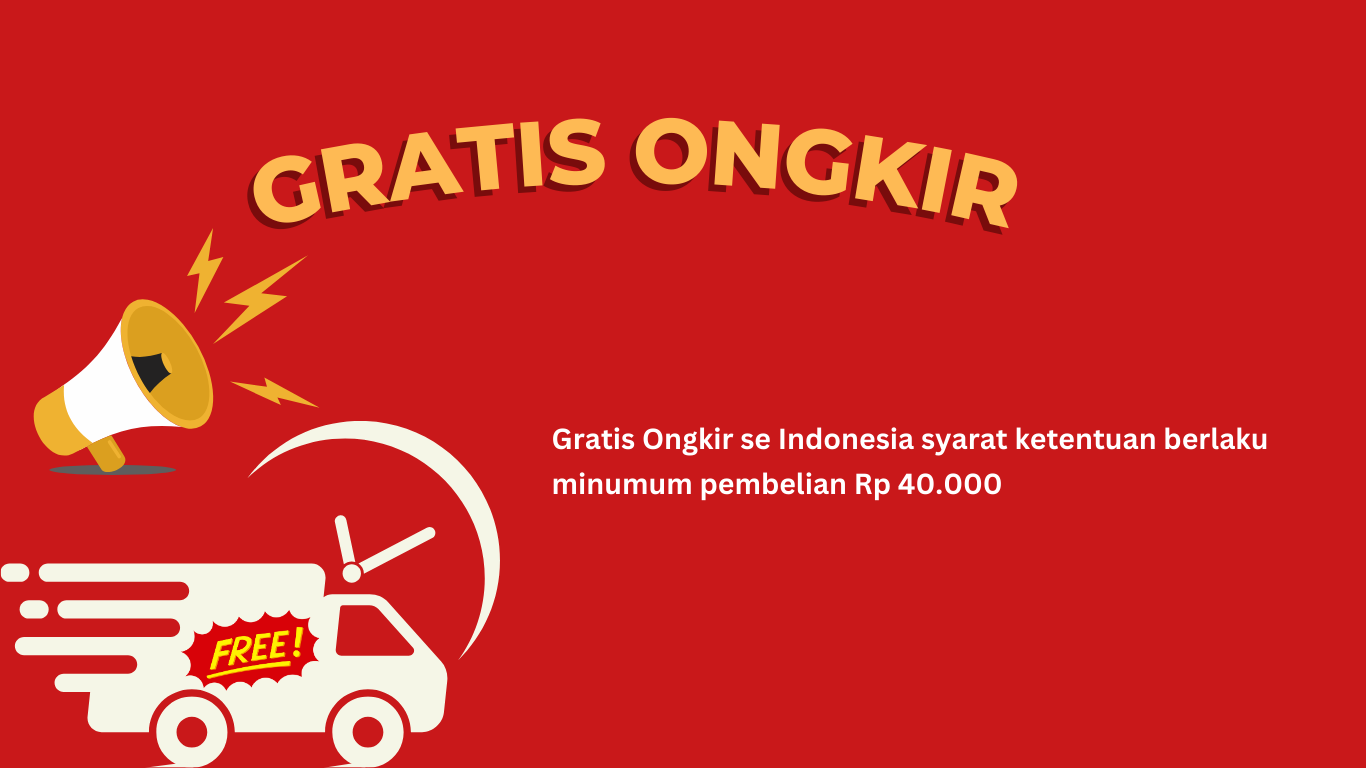 GRATIS ONGKIR
Gratis Ongkir se Indonesia syarat ketentuan berlaku
minumum pembelian Rp 40.000
FREE!